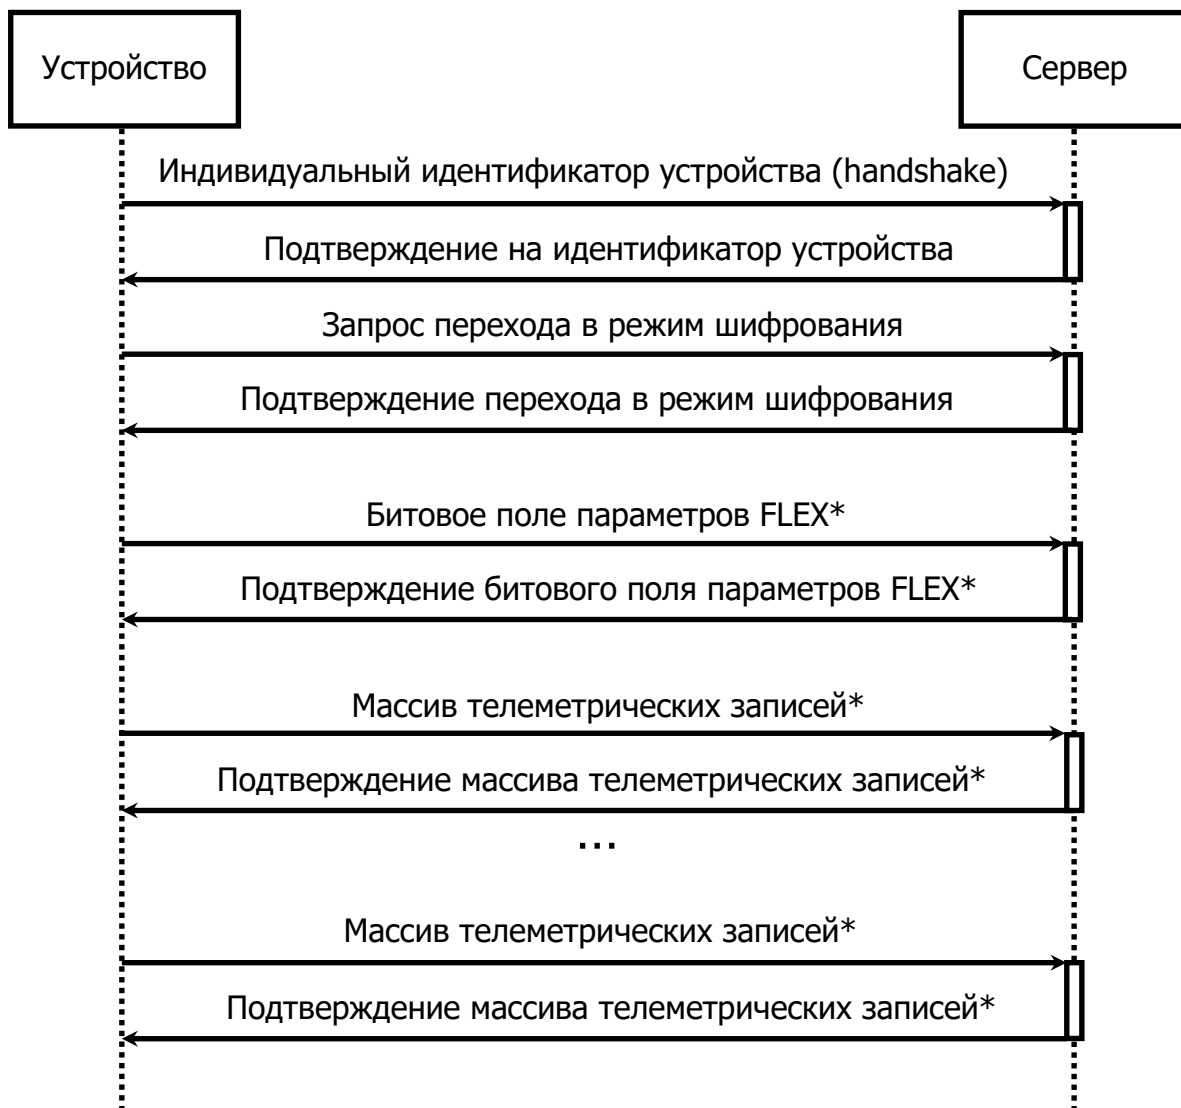 Устройство
Сервер
Индивидуальный идентификатор устройства (handshake)
Подтверждение на идентификатор устройства
Запрос перехода в режим шифрования
Подтверждение перехода в режим шифрования
Битовое поле параметров FLEX*
Подтверждение битового поля параметров FLEX*
Массив телеметрических записей*
Подтверждение массива телеметрических записей*
...
Массив телеметрических записей*
Подтверждение массива телеметрических записей*